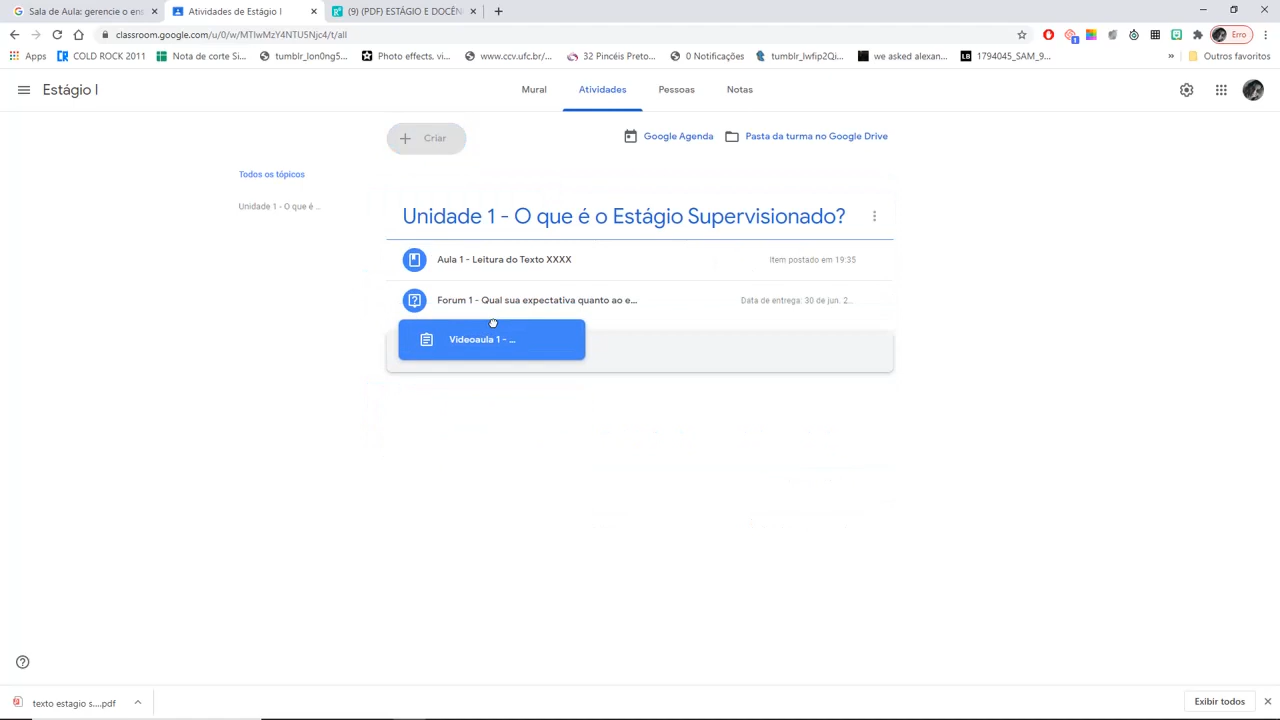 Sala de Aula: gerencie o en
Atividades de Estágio I
(9) (PDF) ESTÁGIO E DOCÊN
classroom.google.com/u/0/w/MTIwMzY4NTU5Njc4/t/all
Erro
Apps
COLD ROCK 2011
Nota de corte Si...
tumblr_lon0ng5...
Photo effects, vi...
www.ccv.ufc.br/...
32 Pincéis Preto...
0 Notificações
tumblr_lwfip2Qi...
we asked alexan...
1794045_SAM_9...
»
Outros favoritos
Estágio I
Mural
Atividades
Pessoas
Notas
Criar
Google Agenda
Pasta da turma no Google Drive
Todos os tópicos
Unidade 1 - O que é ...
Unidade 1 - O que é o Estágio Supervisionado?
Aula 1 - Leitura do Texto XXXX
Item postado em 19:35
Forum 1 - Qual sua expectativa quanto ao e...
Data de entrega: 30 de jun. 2...
Videoaula 1 - ...
texto estagio s....pdf
Exibir todos